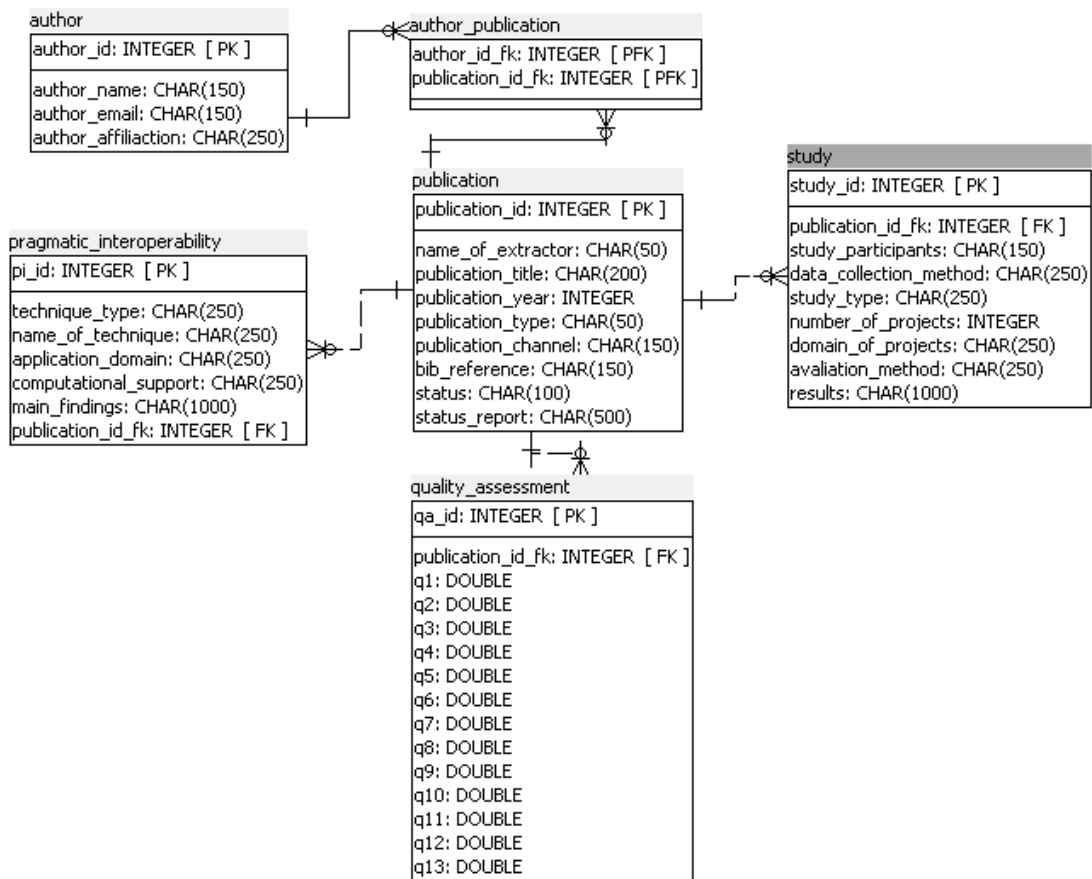 author
author_id: INTEGER [ PK ]
author_name: CHAR(150)
author_email: CHAR(150)
author_affiliaction: CHAR(250)
author_publication
author_id_fk: INTEGER [ PFK ]
publication_id_fk: INTEGER [ PFK ]
publication
publication_id: INTEGER [ PK ]
name_of_extractor: CHAR(50)
publication_title: CHAR(200)
publication_year: INTEGER
publication_type: CHAR(50)
publication_channel: CHAR(150)
bib_reference: CHAR(150)
status: CHAR(100)
status_report: CHAR(500)
study
study_id: INTEGER [ PK ]
publication_id_fk: INTEGER [ FK ]
study_participants: CHAR(150)
data_collection_method: CHAR(250)
study_type: CHAR(250)
number_of_projects: INTEGER
domain_of_projects: CHAR(250)
avaliation_method: CHAR(250)
results: CHAR(1000)
pragmatic_interoperability
pi_id: INTEGER [ PK ]
technique_type: CHAR(250)
name_of_technique: CHAR(250)
application_domain: CHAR(250)
computational_support: CHAR(250)
main_findings: CHAR(1000)
publication_id_fk: INTEGER [ FK ]
quality_assessment
qa_id: INTEGER [ PK ]
publication_id_fk: INTEGER [ FK ]
q1: DOUBLE
q2: DOUBLE
q3: DOUBLE
q4: DOUBLE
q5: DOUBLE
q6: DOUBLE
q7: DOUBLE
q8: DOUBLE
q9: DOUBLE
q10: DOUBLE
q11: DOUBLE
q12: DOUBLE
q13: DOUBLE